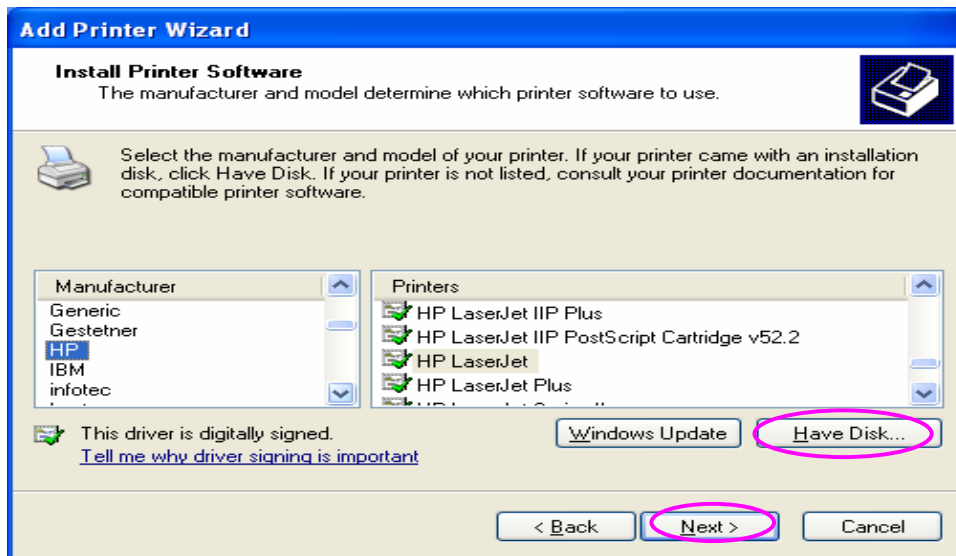 Add Printer Wizard
Install Printer Software
The manufacturer and model determine which printer software to use.
Select the manufacturer and model of your printer. If your printer came with an installation
disk, click Have Disk. If your printer is not listed, consult your printer documentation for
compatible printer software.
Manufacturer
Generic
Gestetner
HP
IBM
infotec
Printers
HP LaserJet IIP Plus
HP LaserJet IIP PostScript Cartridge v52.2
HP LaserJet
HP LaserJet Plus
This driver is digitally signed.
Tell me why driver signing is important
Windows Update
Have Disk...
< Back
Next >
Cancel